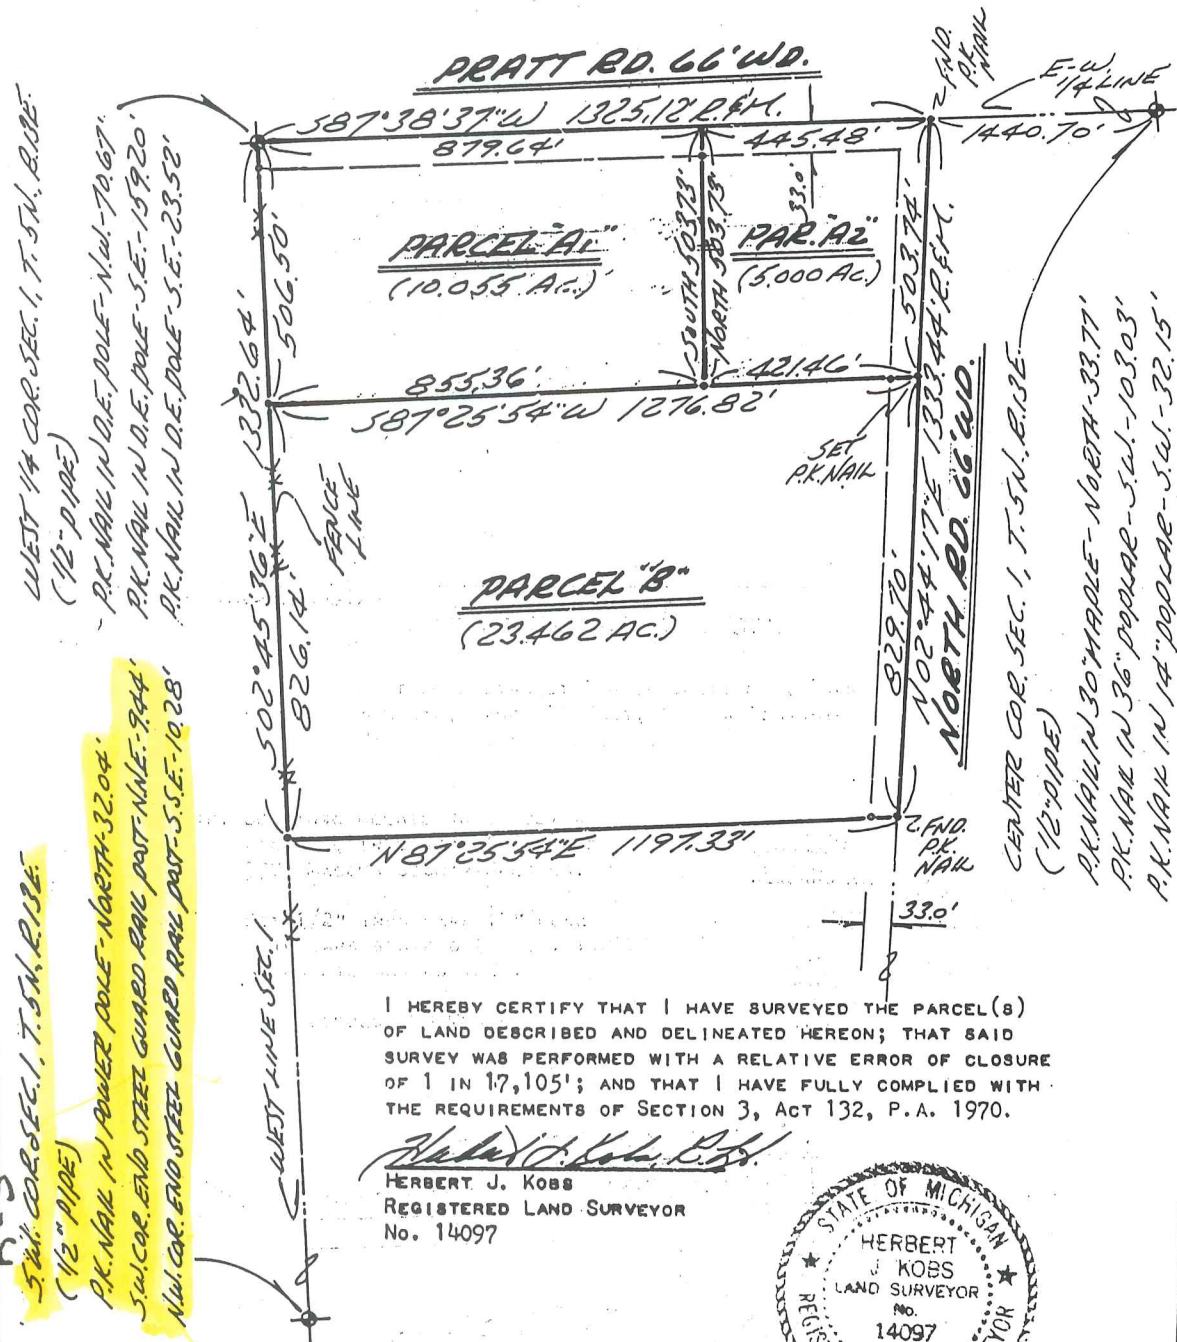 PRATT RD. 66' WD.
2 FND.
P.K.
NAIL
E-W.
1/4 LINE
S87°38'37"W 1325.12' R.&M.
879.64'
445.48'
1440.70'
33.0'
PARCEL "A1"
(10.055 AC.)
SOUTH 503.73'
NORTH 503.73'
PAR. "A2"
(5.000 AC.)
503.74'
N02°44'17"E 1333.44' R.&M.
NORTH RD. 66' WD.
1332.64'
506.50'
855.36'
421.46'
S87°25'54"W 1276.82'
SET
P.K. NAIL
FENCE
LINE
S02°45'36"E
826.14'
829.70'
PARCEL "B"
(23.462 AC.)
N87°25'54"E 1197.33'
2 FND.
P.K.
NAIL
33.0'
WEST LINE SEC. 1
WEST 1/4 COR. SEC. 1, T.5N., R.13E.
(1/2" PIPE)
P.K. NAIL IN D.E. POLE-N.W.-70.67'
P.K. NAIL IN D.E. POLE-S.E.-159.20'
P.K. NAIL IN D.E. POLE-S.E.-23.52'
S.W. COR. SEC. 1, T.5N., R.13E.
(1/2" PIPE)
P.K. NAIL IN POWER POLE-NORTH-32.04'
S.W. COR. END STEEL GUARD RAIL POST-N.N.E.-9.44'
N.W. COR. END STEEL GUARD RAIL POST-S.S.E.-10.28'
CENTER COR. SEC. 1, T.5N., R.13E.
(1/2" PIPE)
P.K. NAIL IN 30" MAPLE-NORTH-33.77'
P.K. NAIL IN 36" POPLAR-S.W.-103.03'
P.K. NAIL IN 14" POPLAR-S.W.-32.15'
I HEREBY CERTIFY THAT I HAVE SURVEYED THE PARCEL(S)
OF LAND DESCRIBED AND DELINEATED HEREON; THAT SAID
SURVEY WAS PERFORMED WITH A RELATIVE ERROR OF CLOSURE
OF 1 IN 17,105'; AND THAT I HAVE FULLY COMPLIED WITH
THE REQUIREMENTS OF SECTION 3, ACT 132, P.A. 1970.
Herbert J. Kobs, R.L.S.
HERBERT J. KOBS
REGISTERED LAND SURVEYOR
No. 14097
STATE OF MICHIGAN
HERBERT
J. KOBS
LAND SURVEYOR
No.
14097